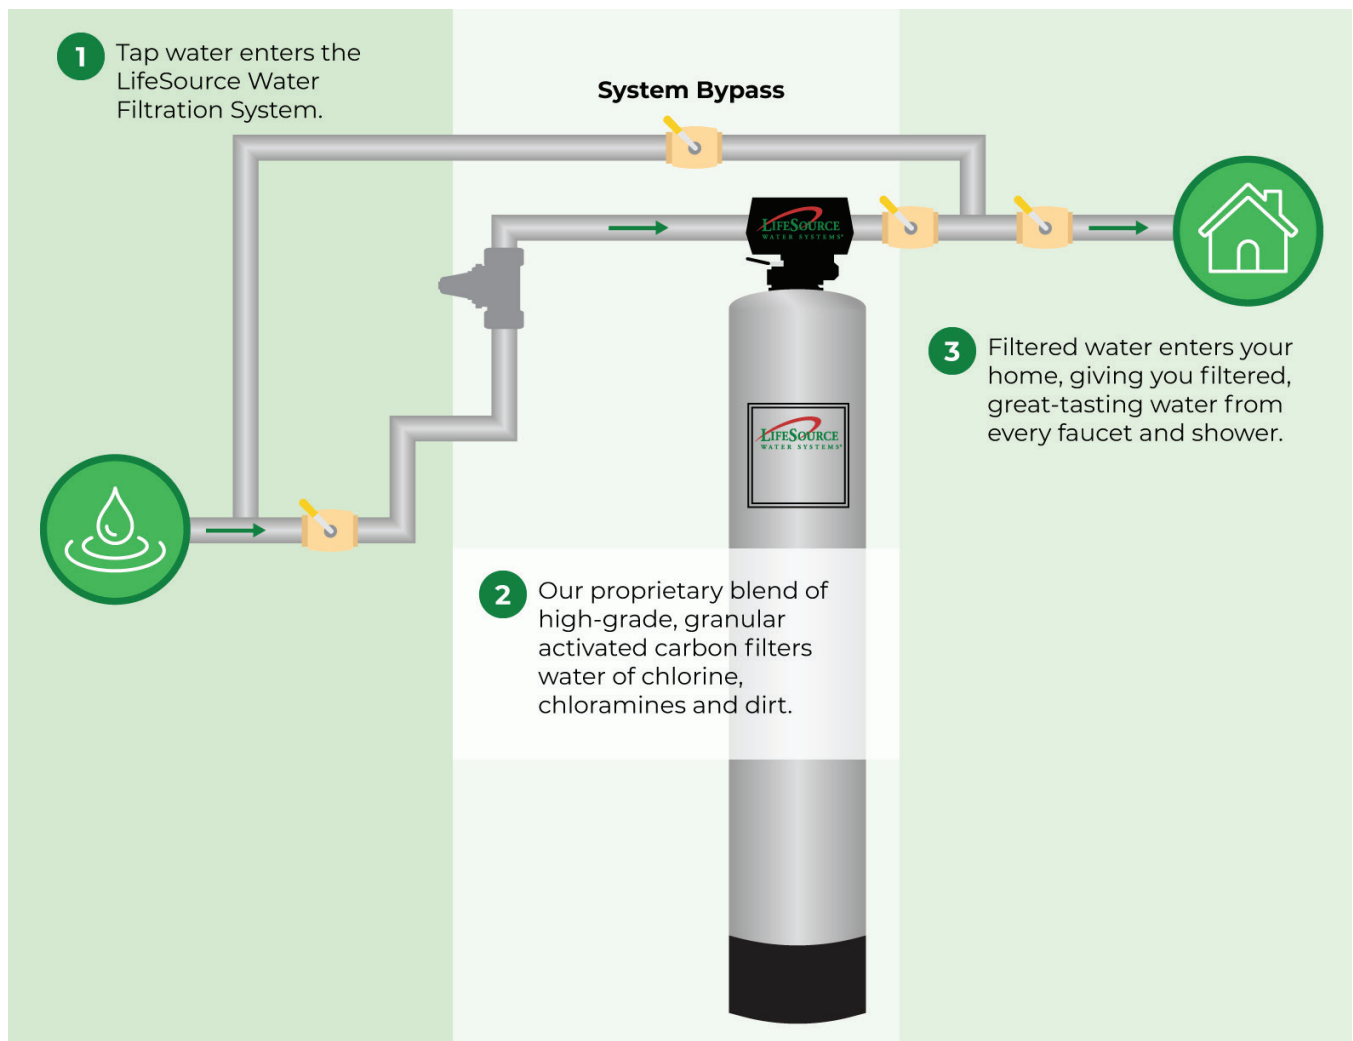 1
Tap water enters the
LifeSource Water
Filtration System.
System Bypass
LIFESOURCE
WATER SYSTEMS®
3
Filtered water enters your
home, giving you filtered,
great-tasting water from
every faucet and shower.
LIFESOURCE
WATER SYSTEMS®
2
Our proprietary blend of
high-grade, granular
activated carbon filters
water of chlorine,
chloramines and dirt.